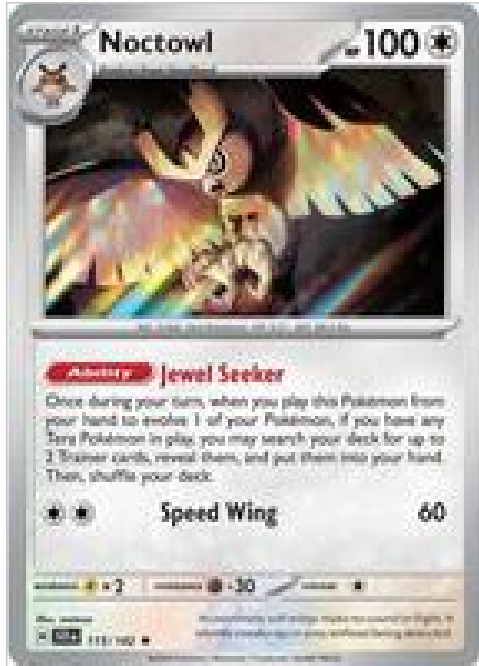 Noctowl
100
Ability Jewel Seeker
Once during your turn, when you play this Pokémon from
your hand to evolve 1 of your Pokémon, if you have any
Tera Pokémon in play, you may search your deck for up to
2 Trainer cards, reveal them, and put them into your hand.
Then, shuffle your deck.
Speed Wing 60
×2 -30